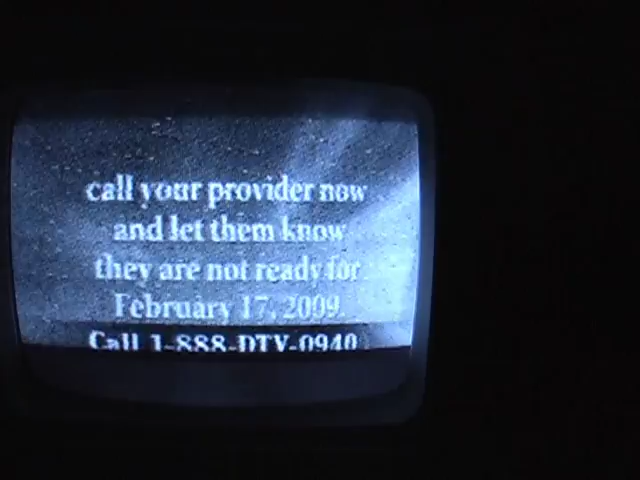 call your provider now
and let them know
they are not ready for
February 17, 2009.
Call 1-888-DTV-0940